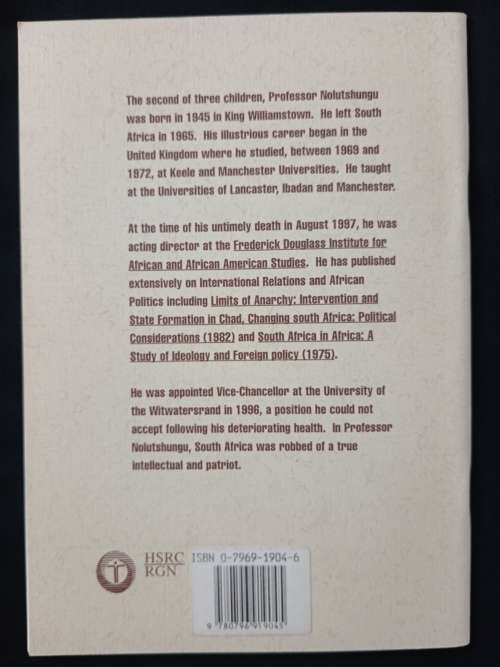 The second of three children, Professor Nolutshungu
was born in 1945 in King Williamstown. He left South
Africa in 1965. His illustrious career began in the
United Kingdom where he studied, between 1969 and
1972, at Keele and Manchester Universities. He taught
at the Universities of Lancaster, Ibadan and Manchester.
At the time of his untimely death in August 1997, he was
acting director at the Frederick Douglass Institute for
African and African American Studies. He has published
extensively on International Relations and African
Politics including Limits of Anarchy: Intervention and
State Formation in Chad, Changing south Africa: Political
Considerations (1982) and South Africa in Africa: A
Study of Ideology and Foreign policy (1975).
He was appointed Vice-Chancellor at the University of
the Witwatersrand in 1996, a position he could not
accept following his deteriorating health. In Professor
Nolutshungu, South Africa was robbed of a true
intellectual and patriot.
HSRC
RGN
ISBN 0-7969-1904-6
9 780796 919045